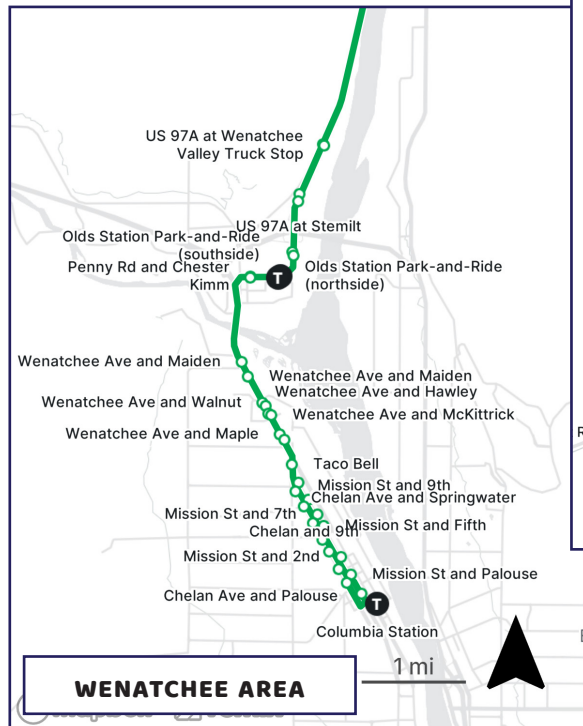 US 97A at Wenatchee
Valley Truck Stop
US 97A at Stemilt
Olds Station Park-and-Ride
(southside)
Penny Rd and Chester
Kimm
T
Olds Station Park-and-Ride
(northside)
Wenatchee Ave and Maiden
Wenatchee Ave and Maiden
Wenatchee Ave and Hawley
Wenatchee Ave and Walnut
Wenatchee Ave and McKittrick
Wenatchee Ave and Maple
Taco Bell
Mission St and 9th
Chelan Ave and Springwater
Mission St and 7th
Mission St and Fifth
Chelan and 9th
Mission St and 2nd
Mission St and Palouse
Chelan Ave and Palouse
T
Columbia Station
1 mi
WENATCHEE AREA